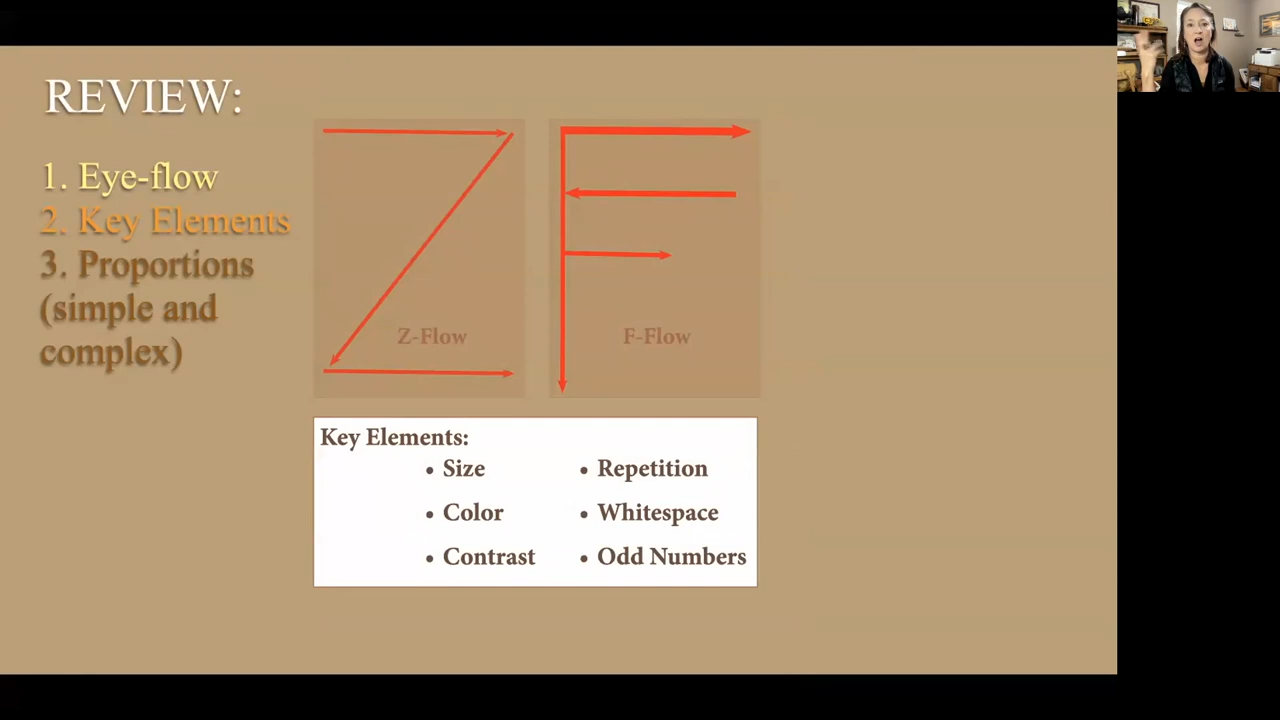 REVIEW:
1. Eye-flow
2. Key Elements
3. Proportions
(simple and
complex)
Z-Flow
F-Flow
Key Elements:
• Size
• Color
• Contrast
• Repetition
• Whitespace
• Odd Numbers